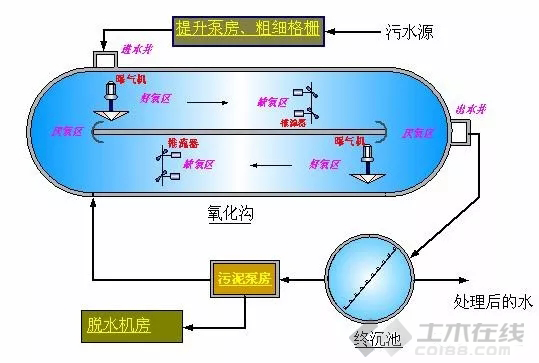 提升泵房、粗细格栅
污水源
进水井
曝气机
好氧区
缺氧区
推流器
出水井
厌氧区
厌氧区
推流器
缺氧区
好氧区
曝气机
氧化沟
污泥泵房
脱水机房
终沉池
处理后的水
土木在线
coi88.com